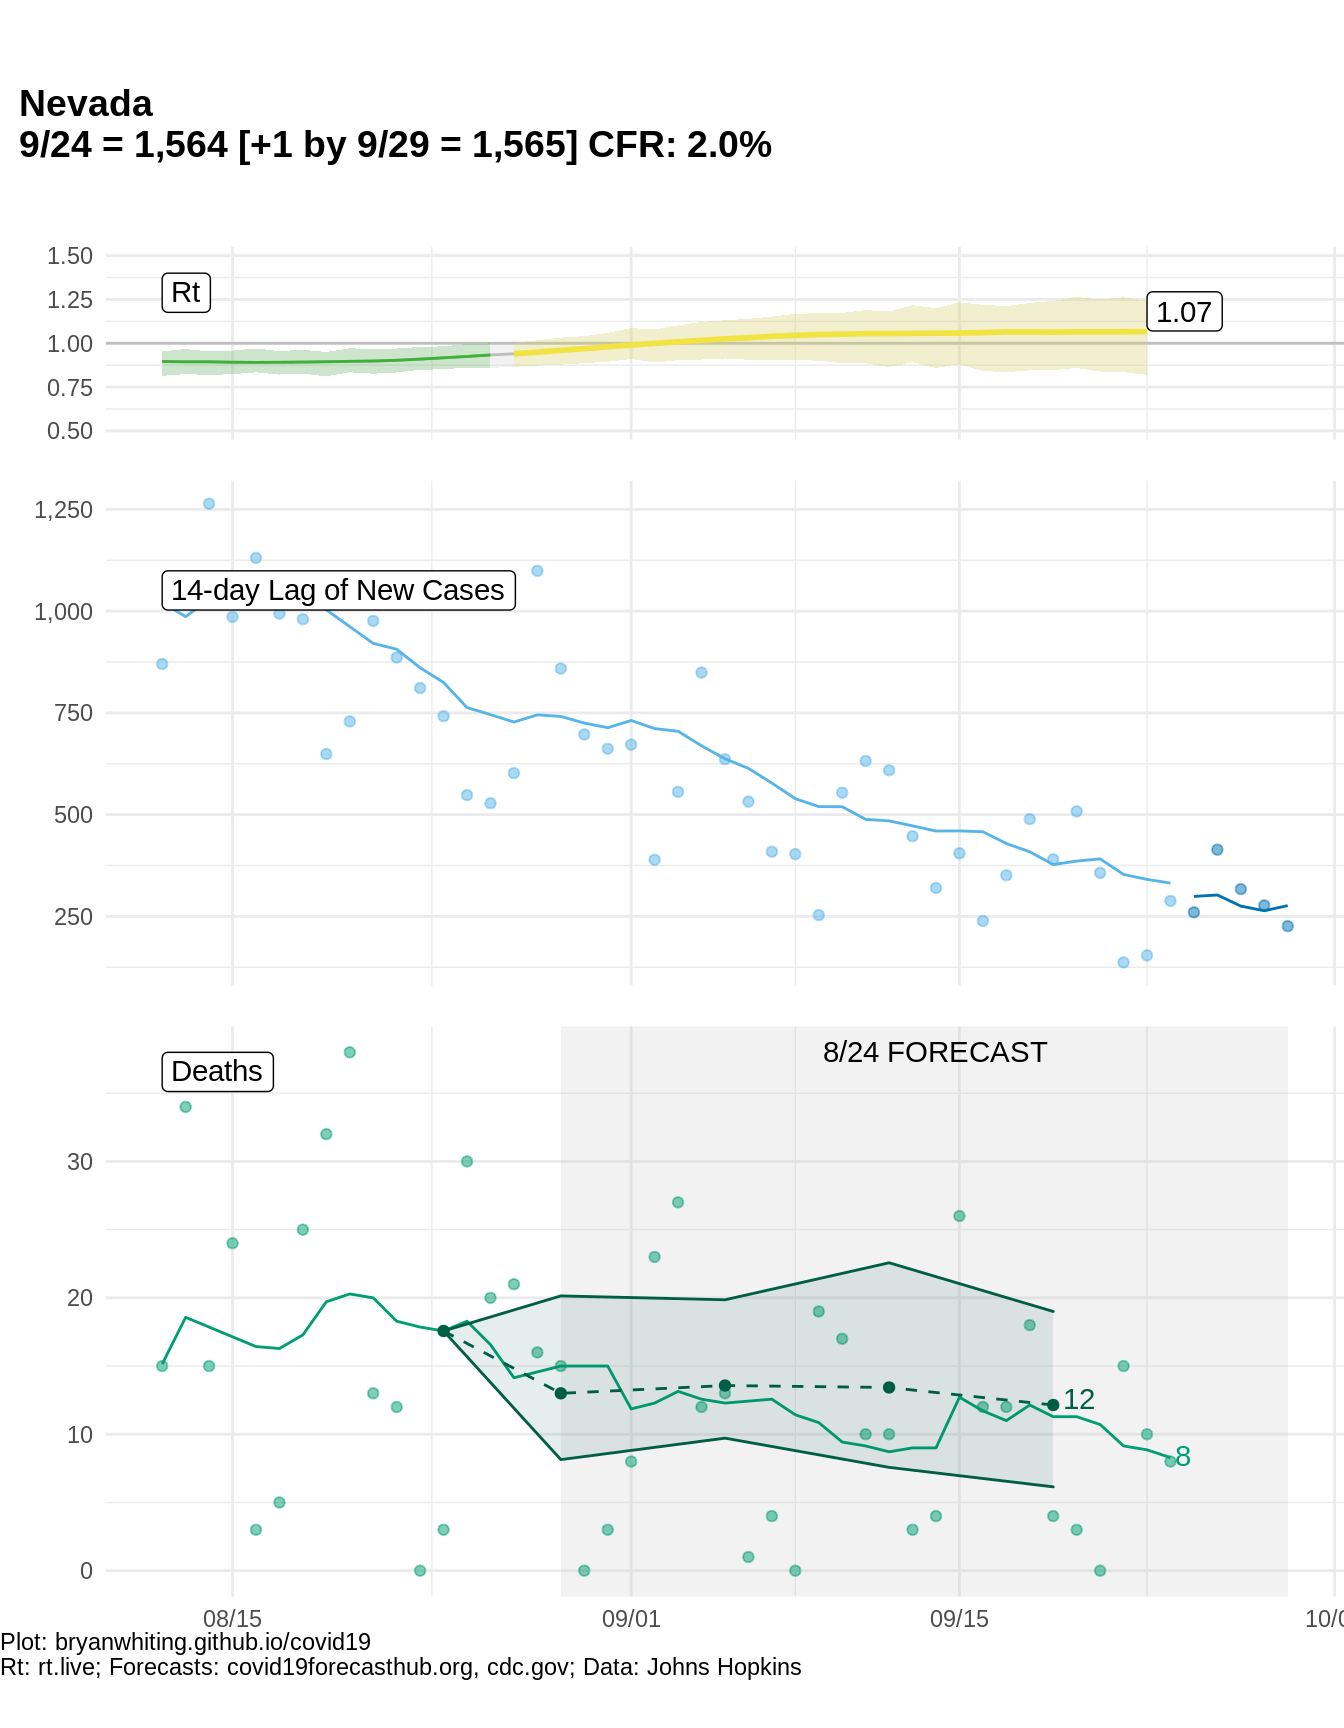 Nevada
9/24 = 1,564 [+1 by 9/29 = 1,565] CFR: 2.0%
1.50
1.25
1.00
0.75
0.50
Rt
1.07
1,250
1,000
750
500
250
14-day Lag of New Cases
30
20
10
0
Deaths
8/24 FORECAST
12
8
08/15
09/01
09/15
10/0
Plot: bryanwhiting.github.io/covid19
Rt: rt.live; Forecasts: covid19forecasthub.org, cdc.gov; Data: Johns Hopkins